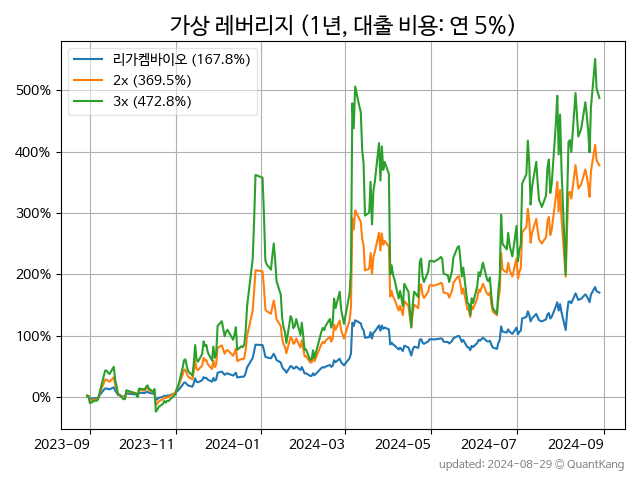 가상 레버리지 (1년, 대출 비용: 연 5%)
리가켐바이오 (167.8%)
2x (369.5%)
3x (472.8%)
500%
400%
300%
200%
100%
0%
2023-09 2023-11 2024-01 2024-03 2024-05 2024-07 2024-09
updated: 2024-08-29 © QuantKang